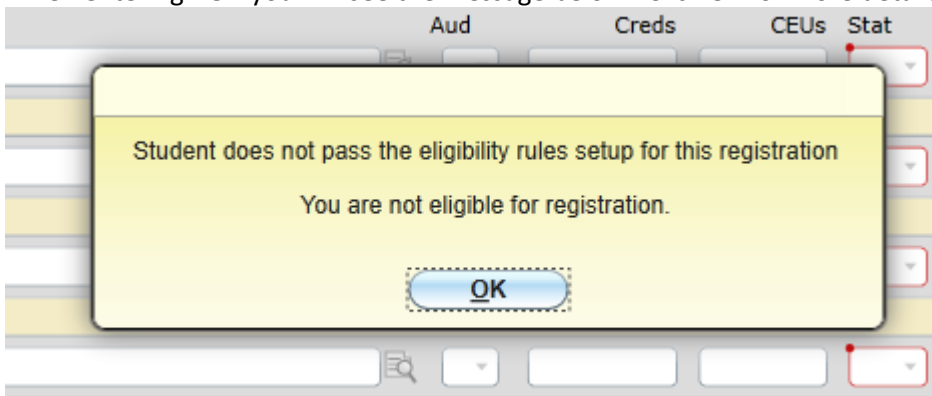 Aud Creds CEUs Stat
Student does not pass the eligibility rules setup for this registration
You are not eligible for registration.
OK